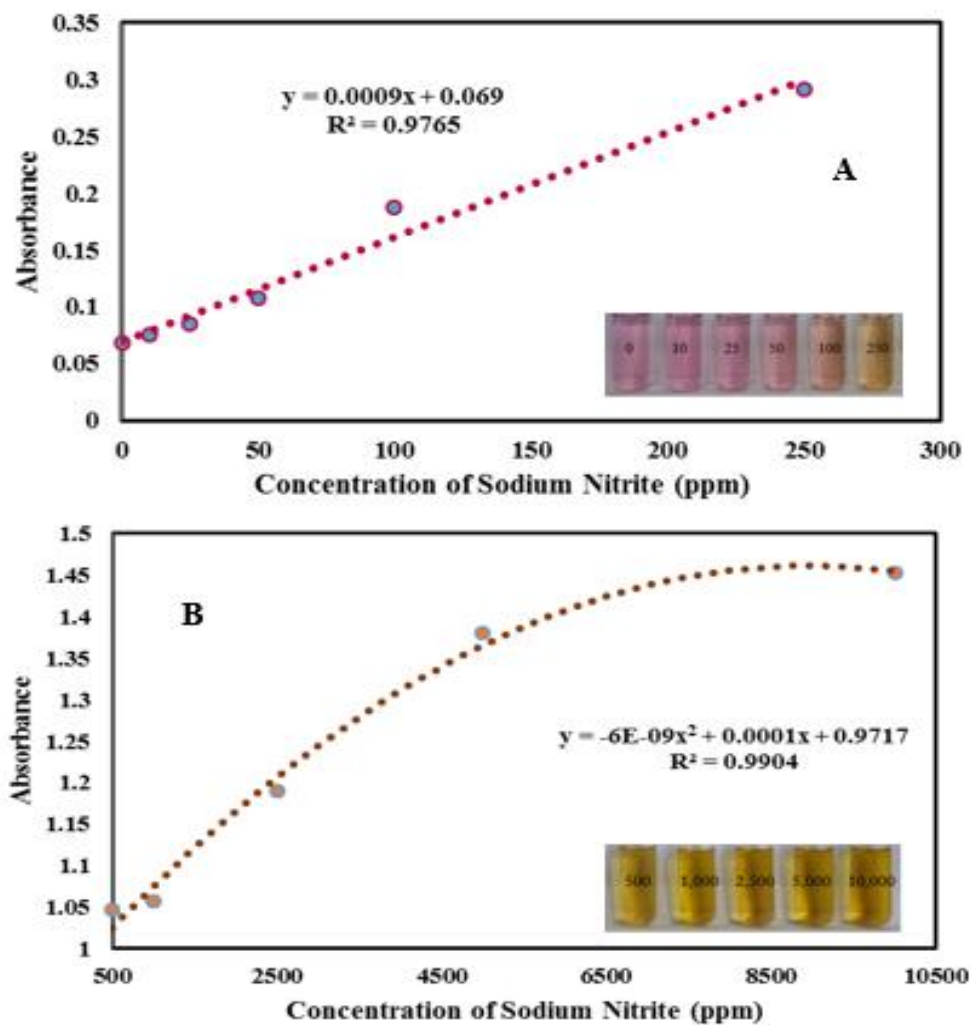 0.35
0.3
0.25
0.2
0.15
0.1
0.05
0
Absorbance
y = 0.0009x + 0.069
R² = 0.9765
A
0 10 25 50 100 250
0 50 100 150 200 250 300
Concentration of Sodium Nitrite (ppm)
1.5
1.45
1.4
1.35
1.3
1.25
1.2
1.15
1.1
1.05
1
Absorbance
B
y = -6E-09x² + 0.0001x + 0.9717
R² = 0.9904
500 1,000 2,500 5,000 10,000
500 2500 4500 6500 8500 10500
Concentration of Sodium Nitrite (ppm)